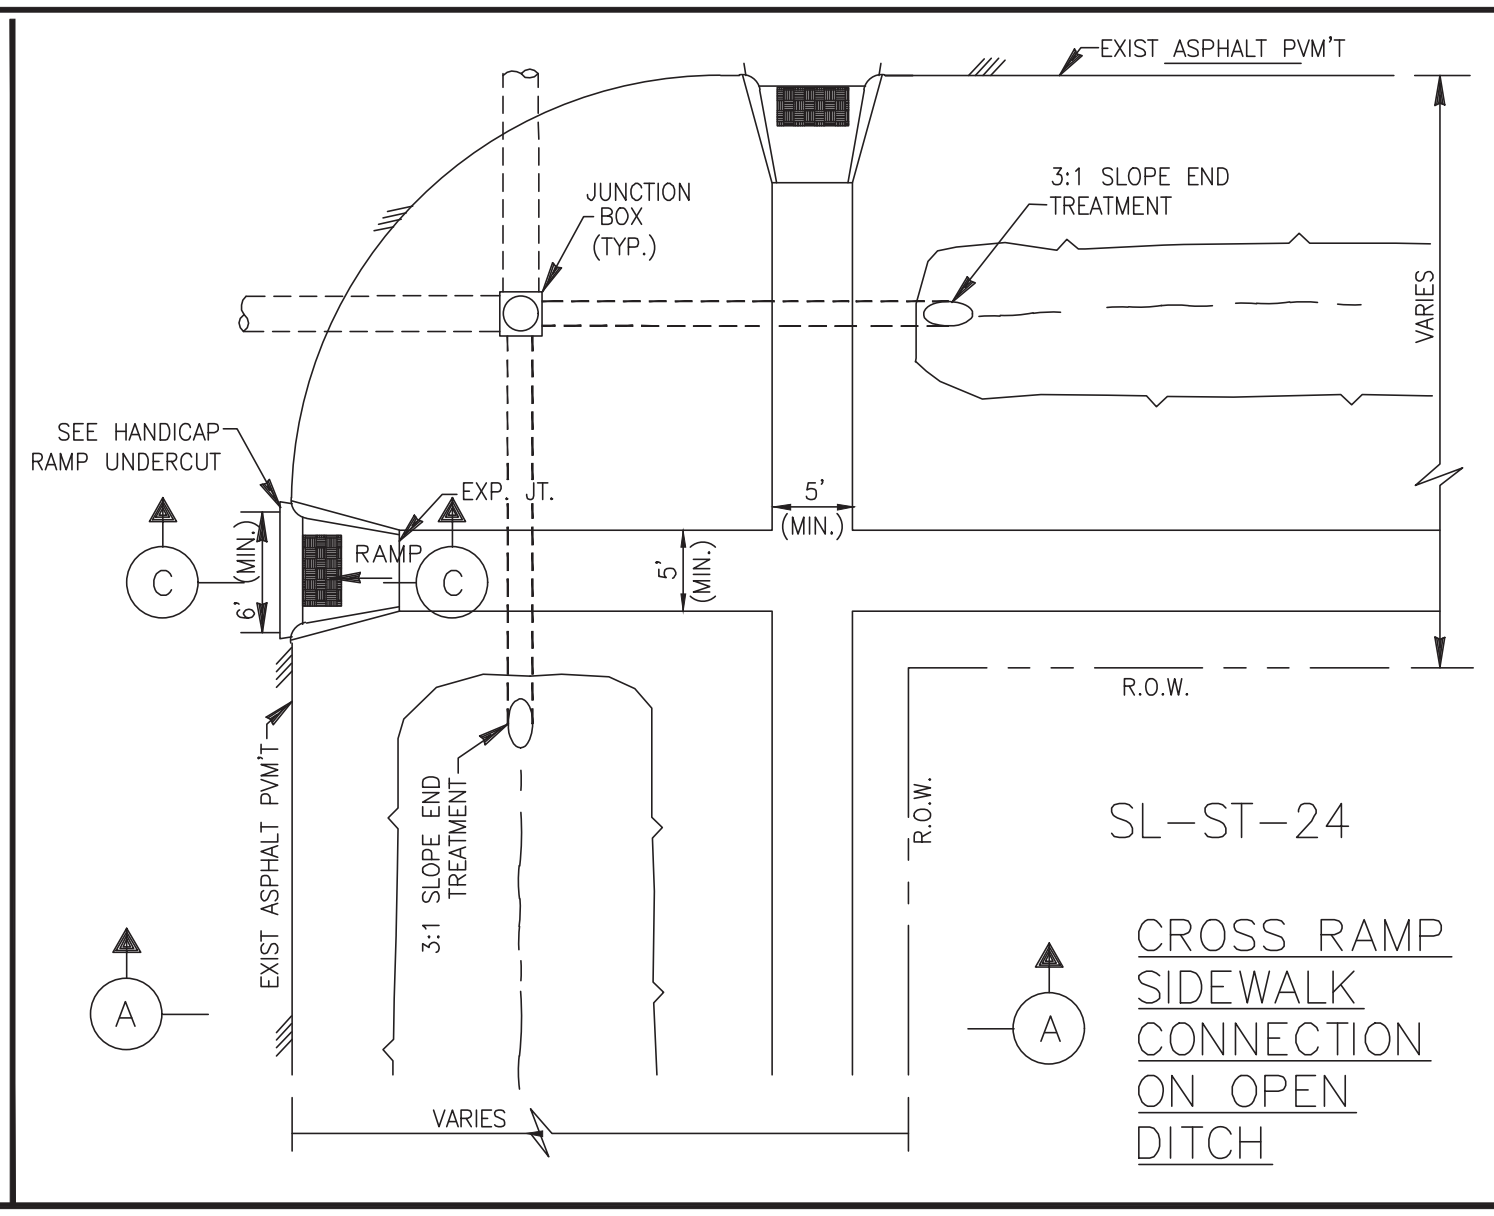 EXIST ASPHALT PVM'T
3:1 SLOPE END
TREATMENT
JUNCTION
BOX
(TYP.)
VARIES
SEE HANDICAP
RAMP UNDERCUT
EXP. JT.
5'
(MIN.)
C
6' (MIN.)
RAMP
C
5'
(MIN.)
R.O.W.
EXIST ASPHALT PVM'T
3:1 SLOPE END
TREATMENT
R.O.W.
SL-ST-24
A
A
CROSS RAMP
SIDEWALK
CONNECTION
ON OPEN
DITCH
VARIES